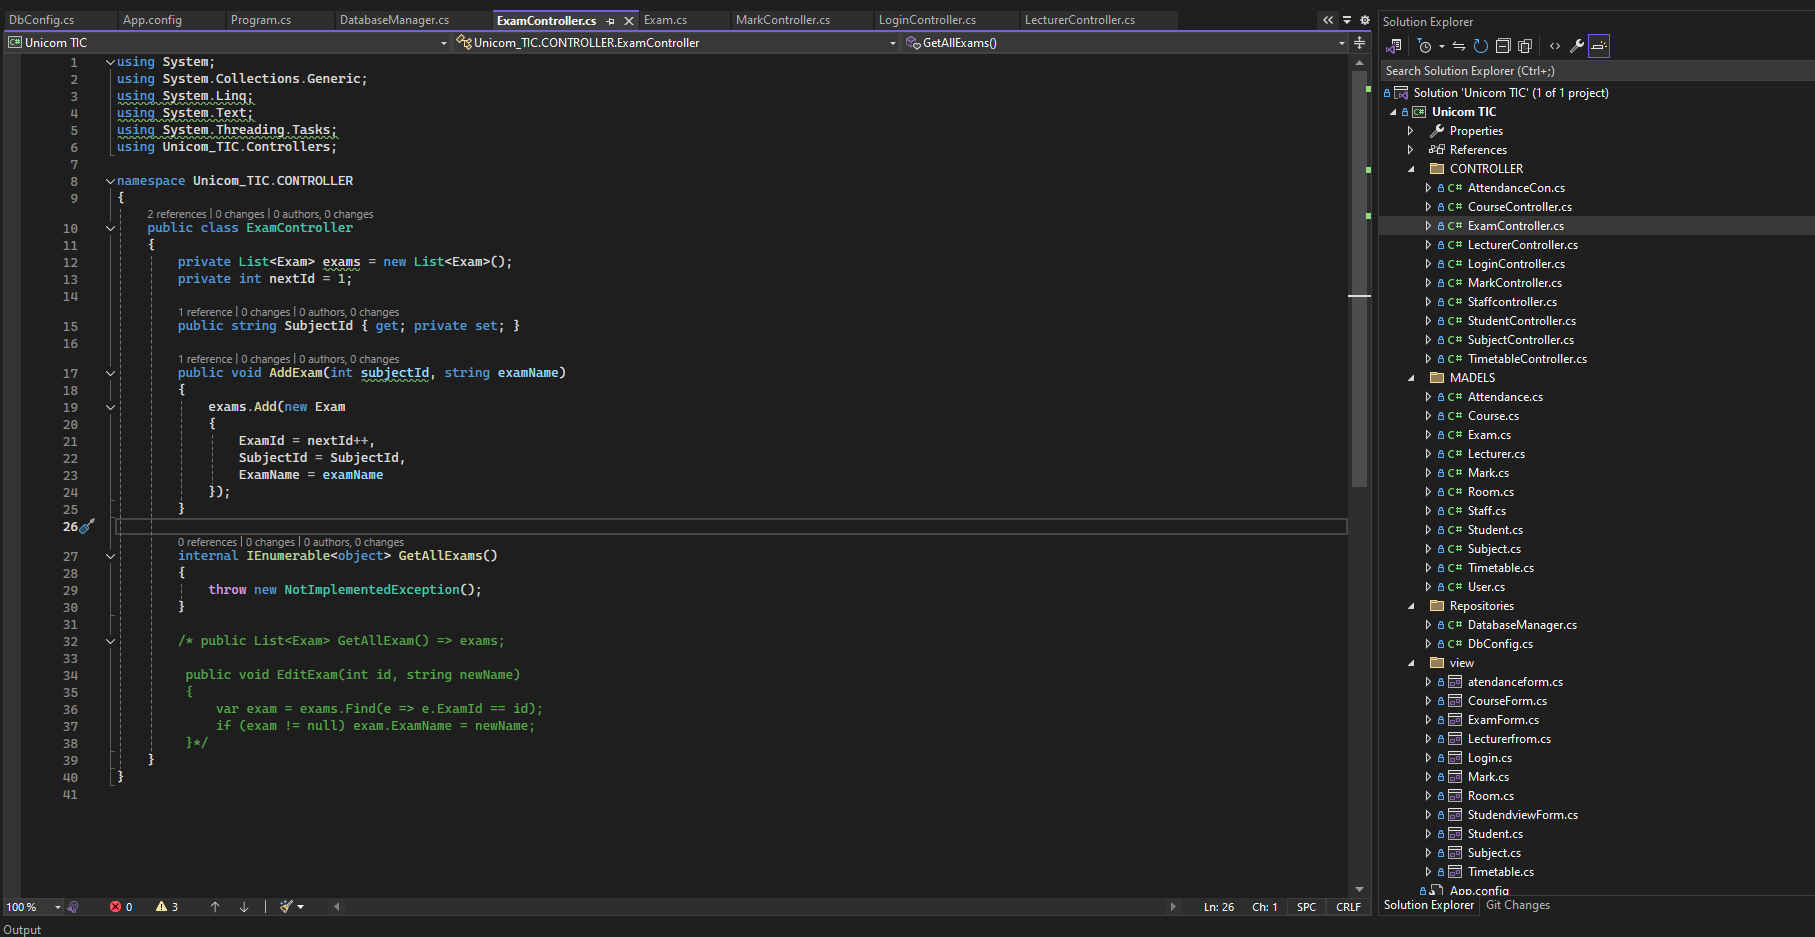 DbConfig.cs App.config Program.cs DatabaseManager.cs ExamController.cs Exam.cs MarkController.cs LoginController.cs LecturerController.cs
C# Unicom TIC Unicom_TIC.CONTROLLER.ExamController GetAllExams()
1 using System;
2 using System.Collections.Generic;
3 using System.Linq;
4 using System.Text;
5 using System.Threading.Tasks;
6 using Unicom_TIC.Controllers;
7
8 namespace Unicom_TIC.CONTROLLER
9 {
2 references | 0 changes | 0 authors, 0 changes
10 public class ExamController
11 {
12 private List<Exam> exams = new List<Exam>();
13 private int nextId = 1;
14
1 reference | 0 changes | 0 authors, 0 changes
15 public string SubjectId { get; private set; }
16
1 reference | 0 changes | 0 authors, 0 changes
17 public void AddExam(int subjectId, string examName)
18 {
19 exams.Add(new Exam
20 {
21 ExamId = nextId++,
22 SubjectId = SubjectId,
23 ExamName = examName
24 });
25 }
26
0 references | 0 changes | 0 authors, 0 changes
27 internal IEnumerable<object> GetAllExams()
28 {
29 throw new NotImplementedException();
30 }
31
32 /* public List<Exam> GetAllExam() => exams;
33
34 public void EditExam(int id, string newName)
35 {
36 var exam = exams.Find(e => e.ExamId == id);
37 if (exam != null) exam.ExamName = newName;
38 }*/
39 }
40 }
41
100 % 0 3 Ln: 26 Ch: 1 SPC CRLF
Output
Solution Explorer
Search Solution Explorer (Ctrl+;)
Solution 'Unicom TIC' (1 of 1 project)
C# Unicom TIC
Properties
References
CONTROLLER
C# AttendanceCon.cs
C# CourseController.cs
C# ExamController.cs
C# LecturerController.cs
C# LoginController.cs
C# MarkController.cs
C# Staffcontroller.cs
C# StudentController.cs
C# SubjectController.cs
C# TimetableController.cs
MADELS
C# Attendance.cs
C# Course.cs
C# Exam.cs
C# Lecturer.cs
C# Mark.cs
C# Room.cs
C# Staff.cs
C# Student.cs
C# Subject.cs
C# Timetable.cs
C# User.cs
Repositories
C# DatabaseManager.cs
C# DbConfig.cs
view
atendanceform.cs
CourseForm.cs
ExamForm.cs
Lecturerfrom.cs
Login.cs
Mark.cs
Room.cs
StudendviewForm.cs
Student.cs
Subject.cs
Timetable.cs
App.config
Solution Explorer Git Changes